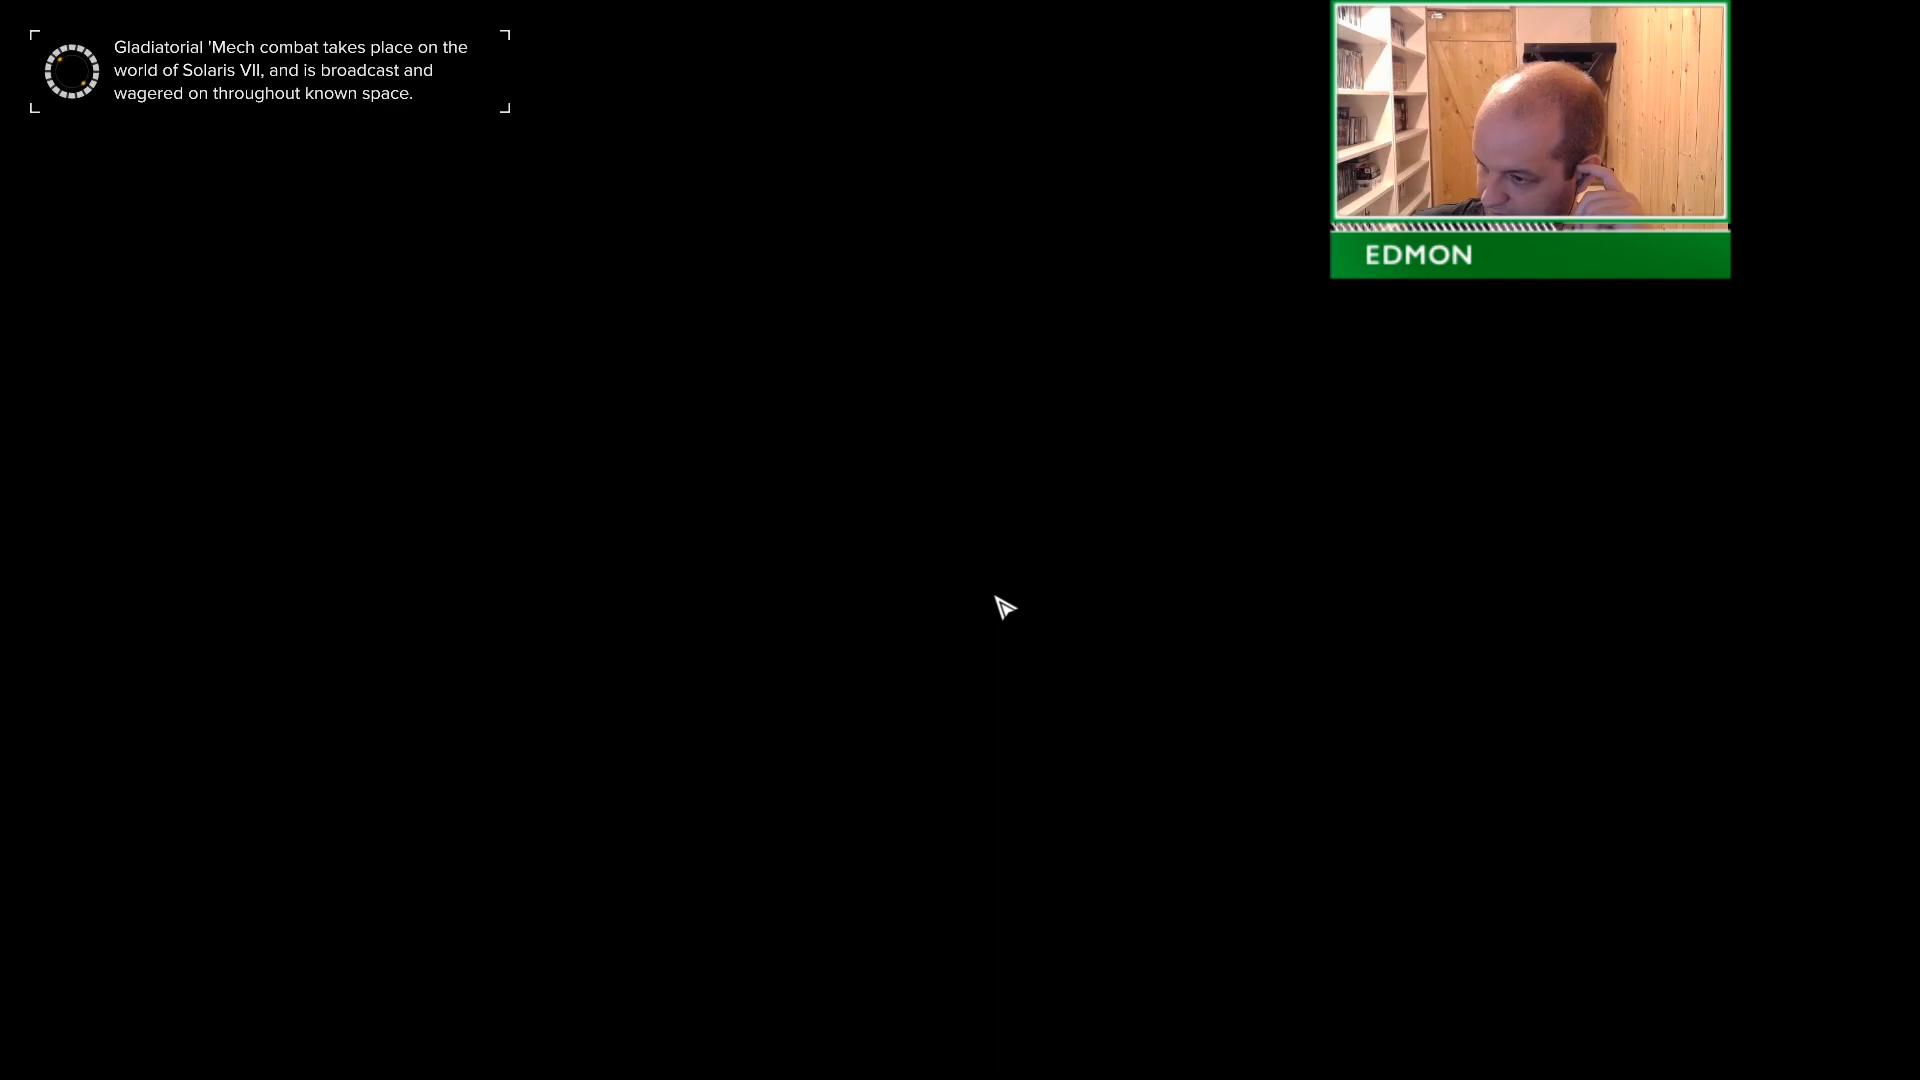 Gladiatorial 'Mech combat takes place on the
world of Solaris VII, and is broadcast and
wagered on throughout known space.
EDMON